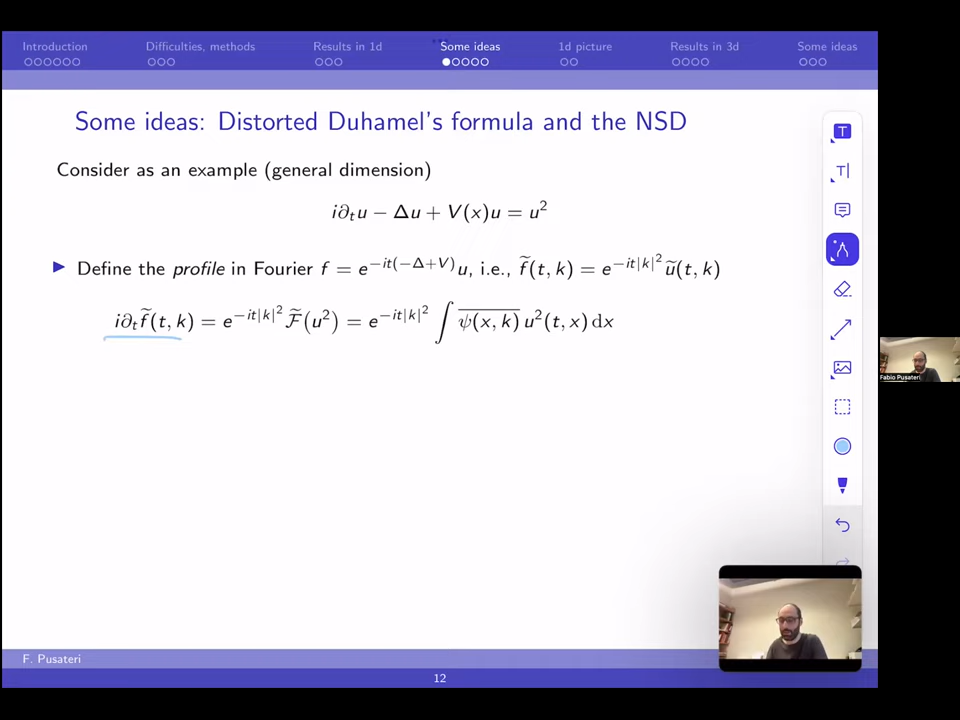 Introduction Difficulties, methods Results in 1d Some ideas 1d picture Results in 3d Some ideas
Some ideas: Distorted Duhamel's formula and the NSD
Consider as an example (general dimension)
i∂ₜu − Δu + V(x)u = u²
▶ Define the profile in Fourier f = e^{−it(−Δ+V)}u, i.e., f̃(t, k) = e^{−it|k|²}ũ(t, k)
i∂ₜf̃(t, k) = e^{−it|k|²} F̃(u²) = e^{−it|k|²} ∫ \overline{ψ(x, k)} u²(t, x) dx
T
T
Fabio Pusateri
F. Pusateri
12